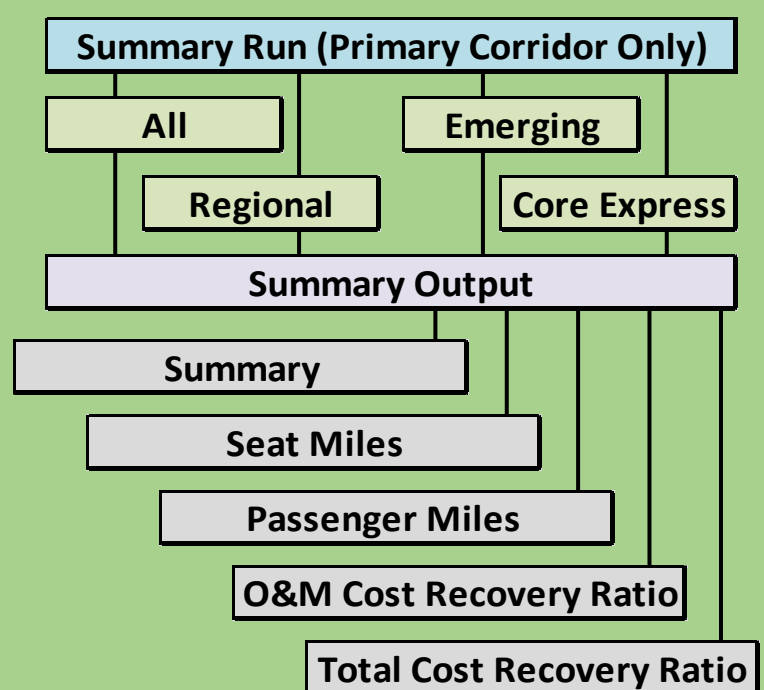 Summary Run (Primary Corridor Only)
All
Emerging
Regional
Core Express
Summary Output
Summary
Seat Miles
Passenger Miles
O&M Cost Recovery Ratio
Total Cost Recovery Ratio